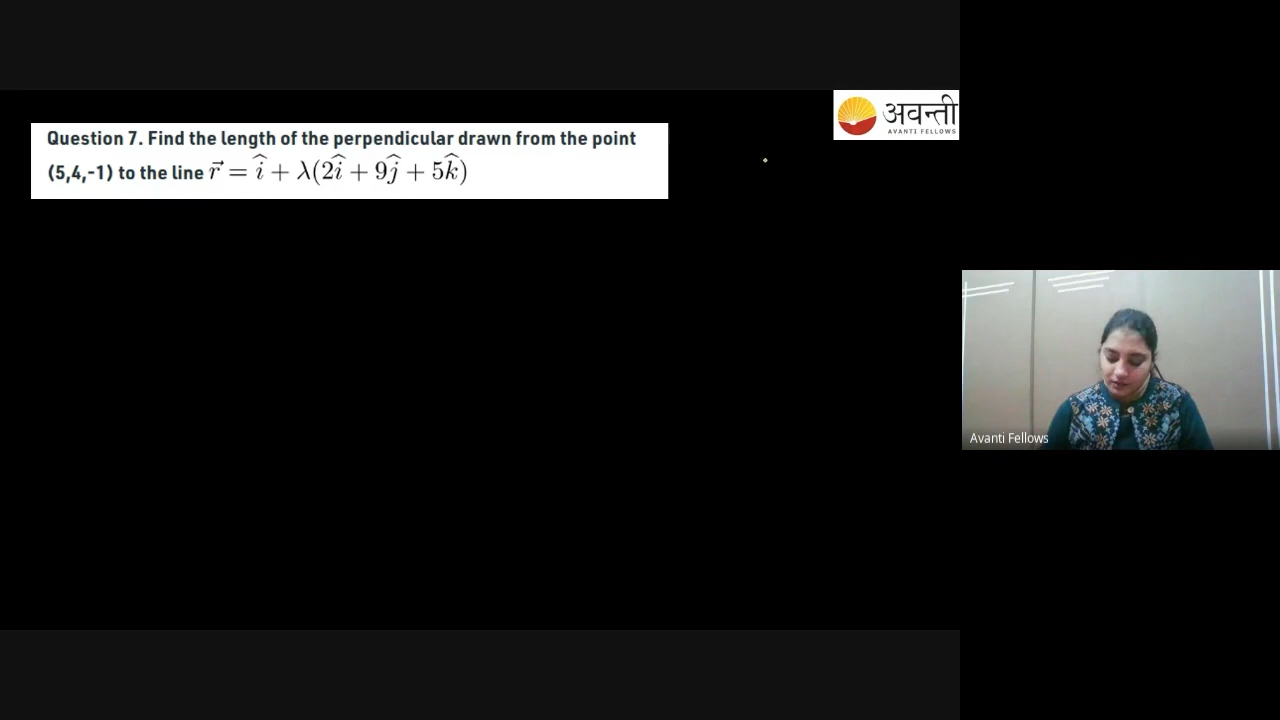 अवन्ती
AVANTI FELLOWS
Question 7. Find the length of the perpendicular drawn from the point
(5,4,-1) to the line $\vec{r} = \hat{i} + \lambda(2\hat{i} + 9\hat{j} + 5\hat{k})$
Avanti Fellows